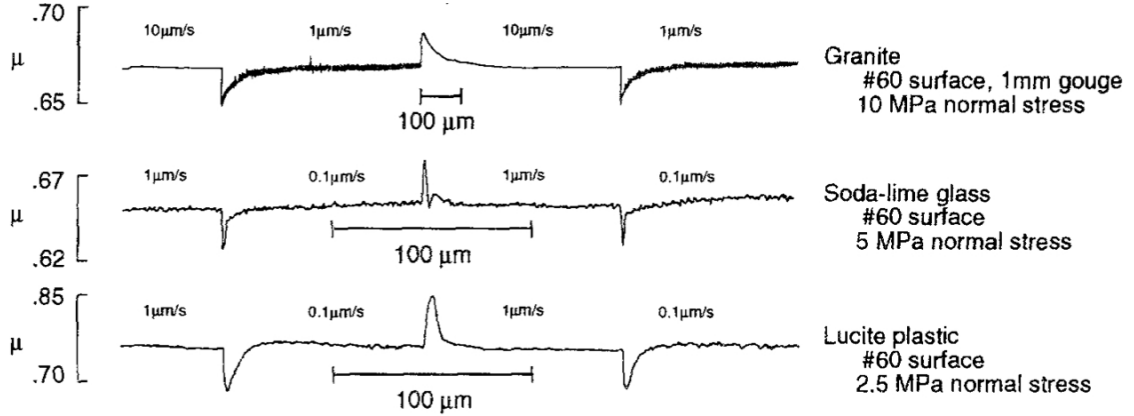 .70
10μm/s 1μm/s 10μm/s 1μm/s
μ
.65
100 μm
Granite
#60 surface, 1mm gouge
10 MPa normal stress
.67
1μm/s 0.1μm/s 1μm/s 0.1μm/s
μ
.62
100 μm
Soda-lime glass
#60 surface
5 MPa normal stress
.85
1μm/s 0.1μm/s 1μm/s 0.1μm/s
μ
.70
100 μm
Lucite plastic
#60 surface
2.5 MPa normal stress